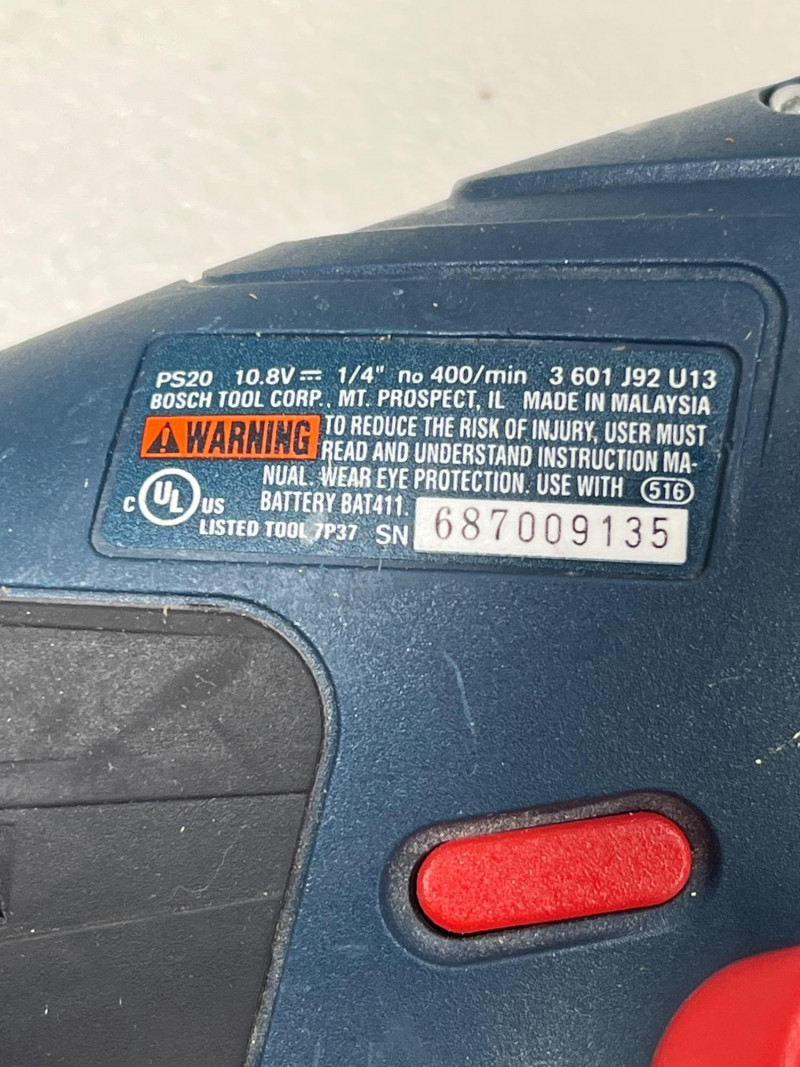 PS20 10.8V⎓ 1/4" no 400/min 3 601 J92 U13
BOSCH TOOL CORP., MT. PROSPECT, IL MADE IN MALAYSIA
WARNING TO REDUCE THE RISK OF INJURY, USER MUST
READ AND UNDERSTAND INSTRUCTION MA-
NUAL. WEAR EYE PROTECTION. USE WITH 516
C UL US BATTERY BAT411.
LISTED TOOL 7P37 SN 687009135